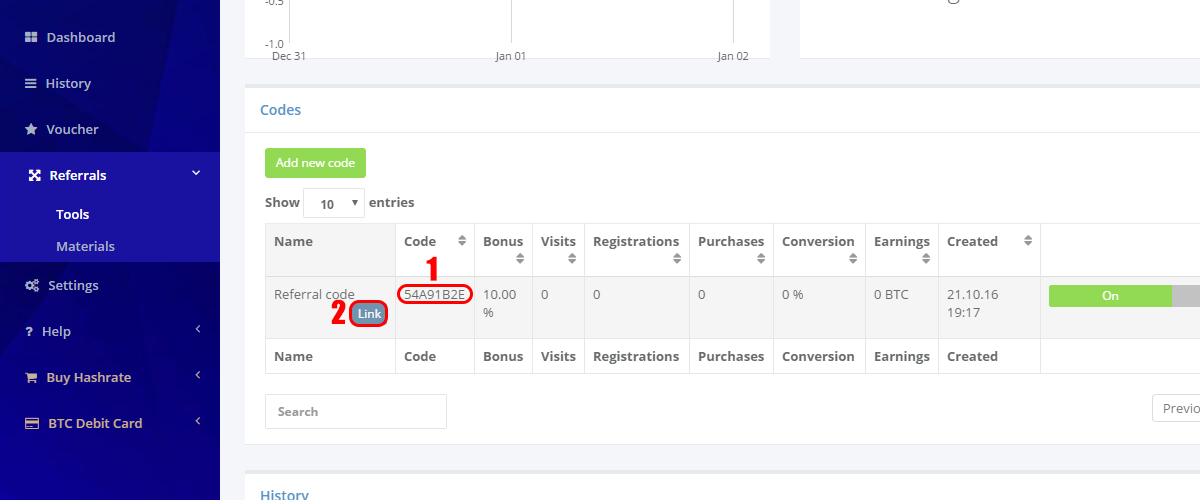 Dashboard
History
Voucher
Referrals
Tools
Materials
Settings
? Help
Buy Hashrate
BTC Debit Card
-0.5
-1.0
Dec 31 Jan 01 Jan 02
Codes
Add new code
Show 10 entries
Name Code Bonus Visits Registrations Purchases Conversion Earnings Created
1
Referral code 54A91B2E 10.00 % 0 0 0 0 % 0 BTC 21.10.16 19:17 On
2 Link
Name Code Bonus Visits Registrations Purchases Conversion Earnings Created
Search
Previo
History